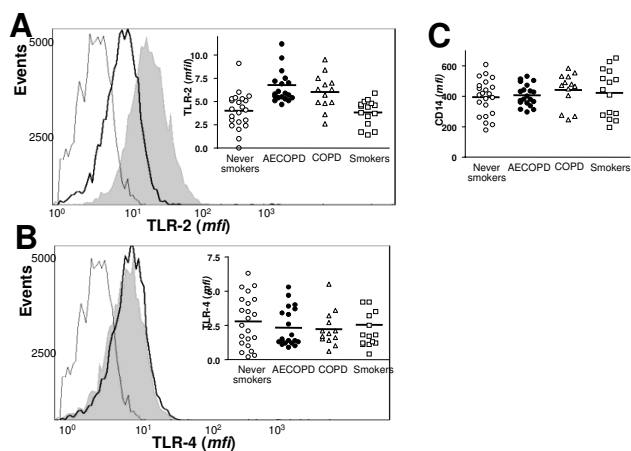 A
5000
Events
2500
10⁰ 10¹ 10² 10³
TLR-2 (mfi)
TLR-2 (mfi)
10.0
7.5
5.0
2.5
0.0
Never smokers
AECOPD
COPD
Smokers
B
5000
Events
2500
10⁰ 10¹ 10² 10³
TLR-4 (mfi)
TLR-4 (mfi)
7.5
5.0
2.5
0.0
Never smokers
AECOPD
COPD
Smokers
C
CD14 (mfi)
600
400
200
0
Never smokers
AECOPD
COPD
Smokers